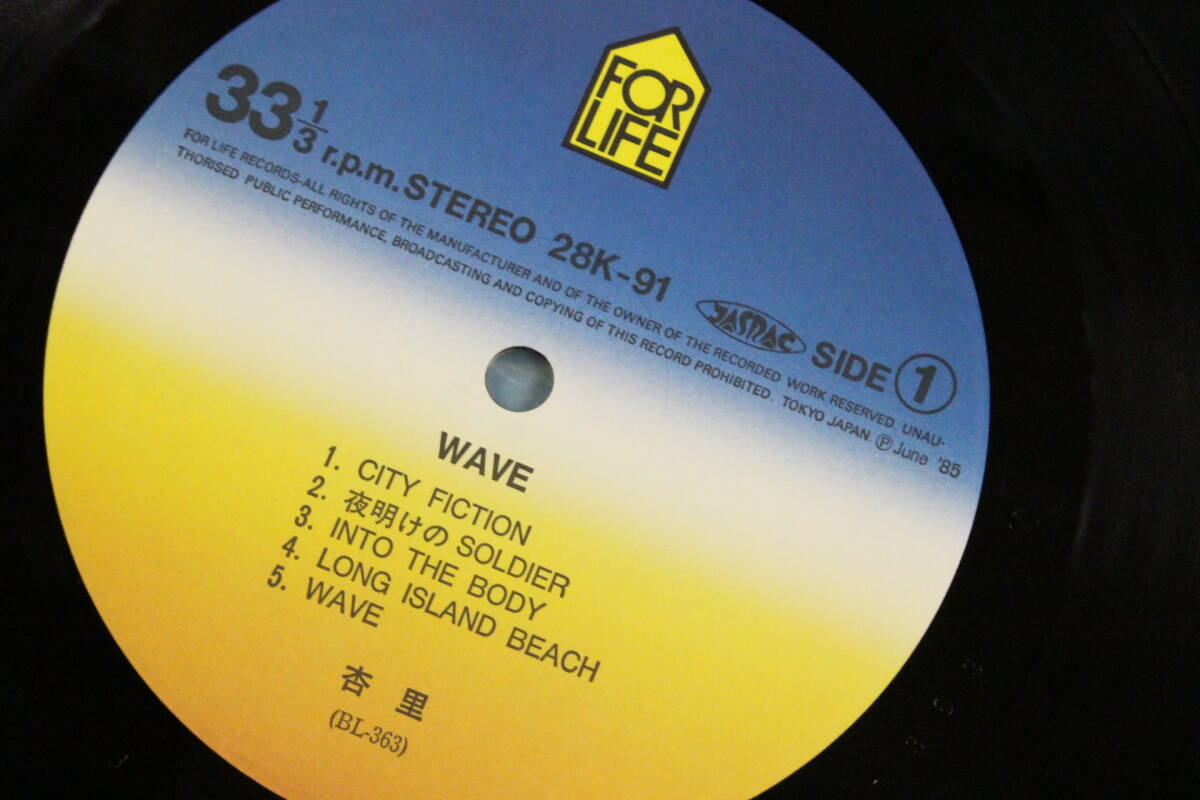 FOR
LIFE
33 1/3 r.p.m. STEREO 28K-91 JASRAC SIDE 1
FOR LIFE RECORDS-ALL RIGHTS OF THE MANUFACTURER AND OF THE OWNER OF THE RECORDED WORK RESERVED. UNAU-
THORISED PUBLIC PERFORMANCE, BROADCASTING AND COPYING OF THIS RECORD PROHIBITED. TOKYO JAPAN. Ⓟ June '85
WAVE
1. CITY FICTION
2. 夜明けの SOLDIER
3. INTO THE BODY
4. LONG ISLAND BEACH
5. WAVE
杏里
(BL-363)